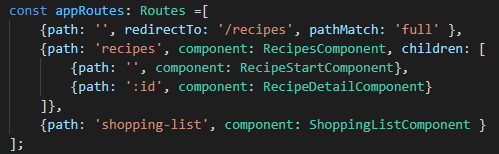 const appRoutes: Routes =[
    {path: '', redirectTo: '/recipes', pathMatch: 'full' },
    {path: 'recipes', component: RecipesComponent, children: [
        {path: '', component: RecipeStartComponent},
        {path: ':id', component: RecipeDetailComponent}
    ]},
    {path: 'shopping-list', component: ShoppingListComponent }
];